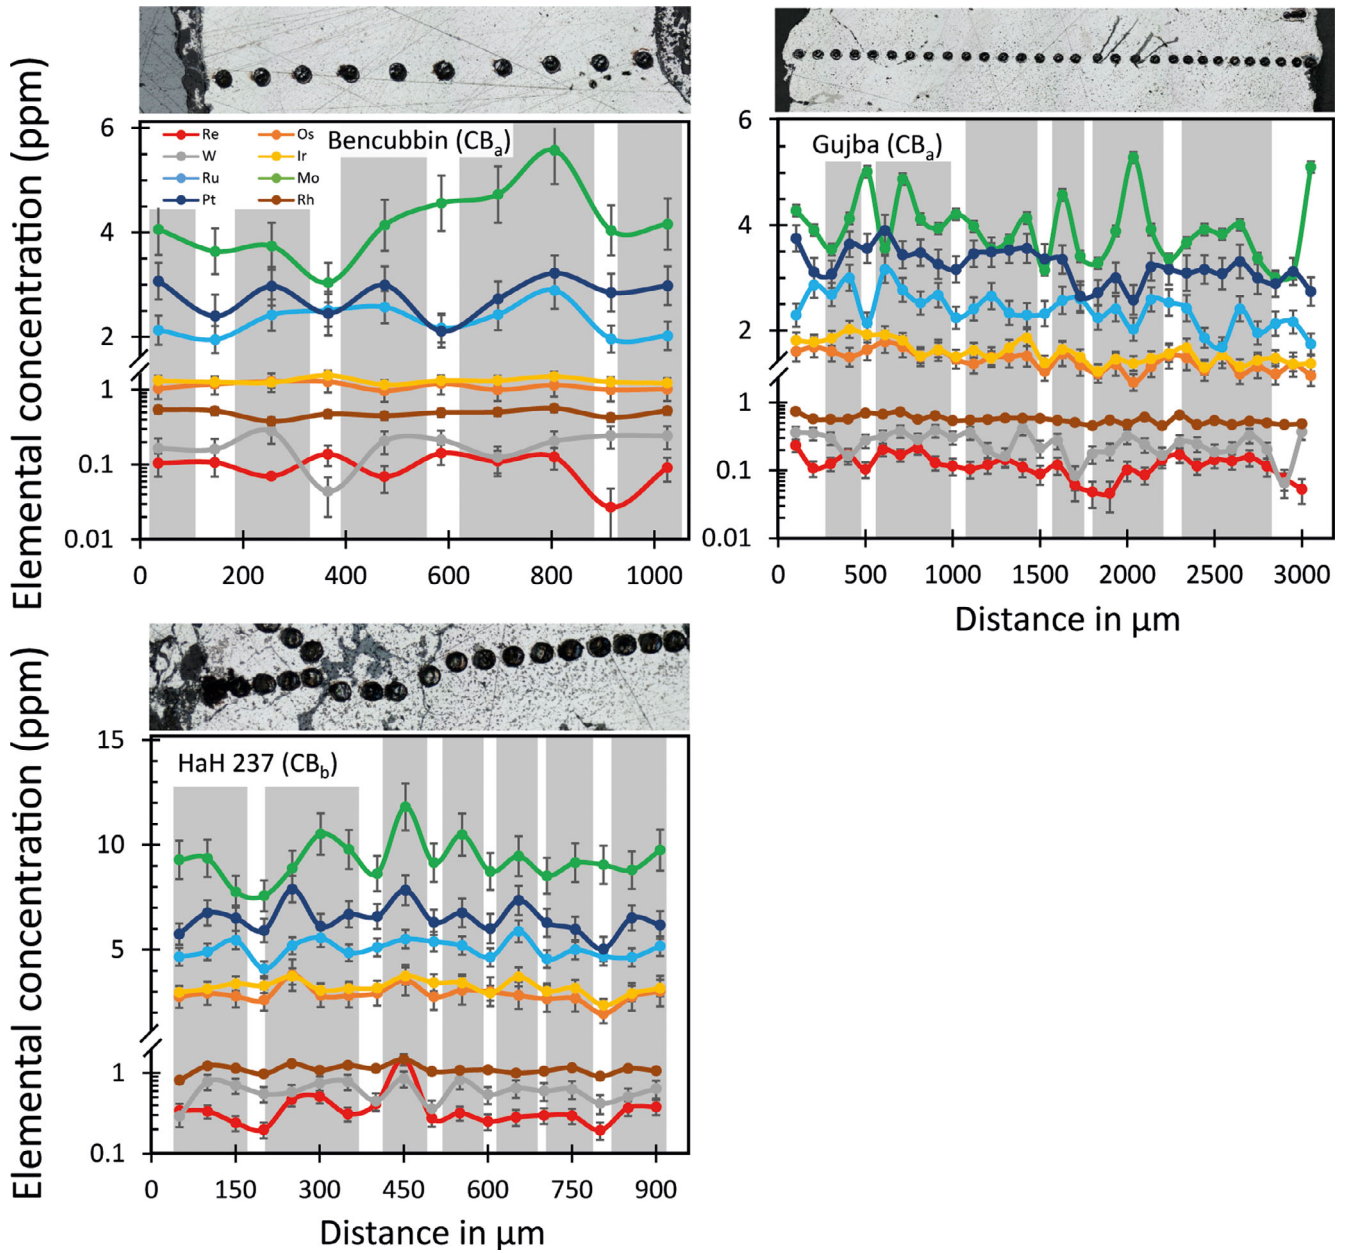 Elemental concentration (ppm)
6
4
2
1
0.1
0.01
Re
Os
W
Ir
Ru
Mo
Pt
Rh
Bencubbin (CBa)
0 200 400 600 800 1000
6
4
2
1
0.1
0.01
Gujba (CBa)
0 500 1000 1500 2000 2500 3000
Distance in µm
Elemental concentration (ppm)
15
10
5
1
0.1
HaH 237 (CBb)
0 150 300 450 600 750 900
Distance in µm